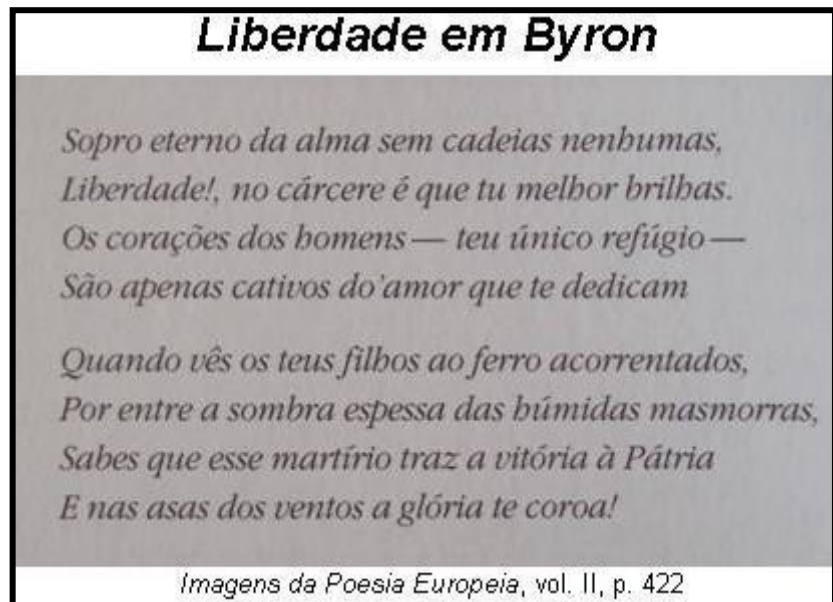 Liberdade em Byron
Sopro eterno da alma sem cadeias nenhumas,
Liberdade!, no cárcere é que tu melhor brilhas.
Os corações dos homens — teu único refúgio —
São apenas cativos do amor que te dedicam
Quando vês os teus filhos ao ferro acorrentados,
Por entre a sombra espessa das húmidas masmorras,
Sabes que esse martírio traz a vitória à Pátria
E nas asas dos ventos a glória te coroa!
Imagens da Poesia Europeia, vol. II, p. 422